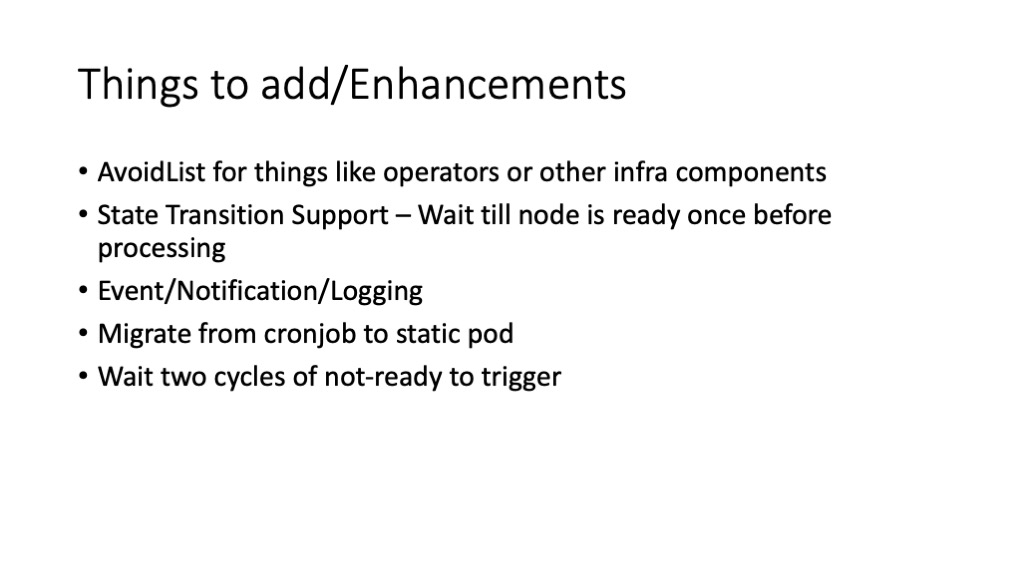 Things to add/Enhancements
• AvoidList for things like operators or other infra components
• State Transition Support – Wait till node is ready once before
processing
• Event/Notification/Logging
• Migrate from cronjob to static pod
• Wait two cycles of not-ready to trigger